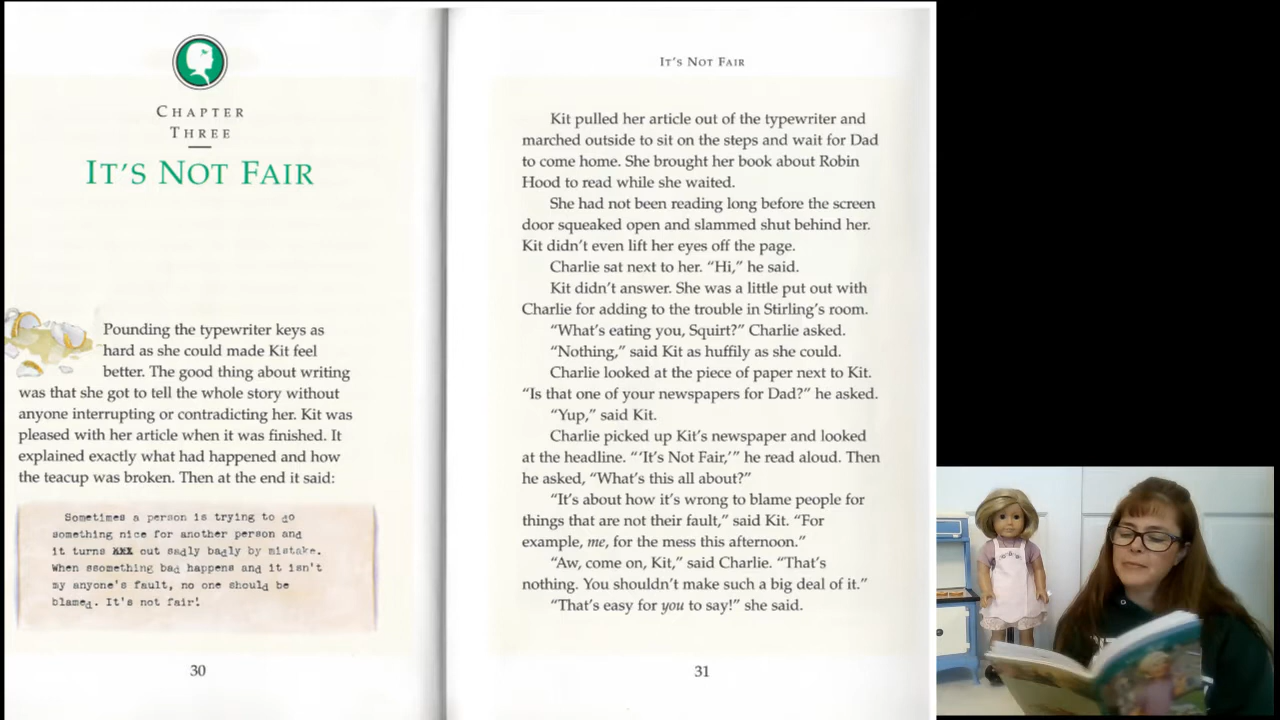 CHAPTER
THREE
IT'S NOT FAIR
Pounding the typewriter keys as
hard as she could made Kit feel
better. The good thing about writing
was that she got to tell the whole story without
anyone interrupting or contradicting her. Kit was
pleased with her article when it was finished. It
explained exactly what had happened and how
the teacup was broken. Then at the end it said:
Sometimes a person is trying to do
something nice for another person and
it turns XXX out sadly badly by mistake.
When ssomething bad happens and it isn't
my anyone's fault, no one should be
blamed. It's not fair!
30
IT'S NOT FAIR
Kit pulled her article out of the typewriter and
marched outside to sit on the steps and wait for Dad
to come home. She brought her book about Robin
Hood to read while she waited.
She had not been reading long before the screen
door squeaked open and slammed shut behind her.
Kit didn't even lift her eyes off the page.
Charlie sat next to her. “Hi,” he said.
Kit didn't answer. She was a little put out with
Charlie for adding to the trouble in Stirling's room.
“What's eating you, Squirt?” Charlie asked.
“Nothing,” said Kit as huffily as she could.
Charlie looked at the piece of paper next to Kit.
“Is that one of your newspapers for Dad?” he asked.
“Yup,” said Kit.
Charlie picked up Kit's newspaper and looked
at the headline. “‘It's Not Fair,’” he read aloud. Then
he asked, “What's this all about?”
“It's about how it's wrong to blame people for
things that are not their fault,” said Kit. “For
example, me, for the mess this afternoon.”
“Aw, come on, Kit,” said Charlie. “That's
nothing. You shouldn't make such a big deal of it.”
“That's easy for you to say!” she said.
31